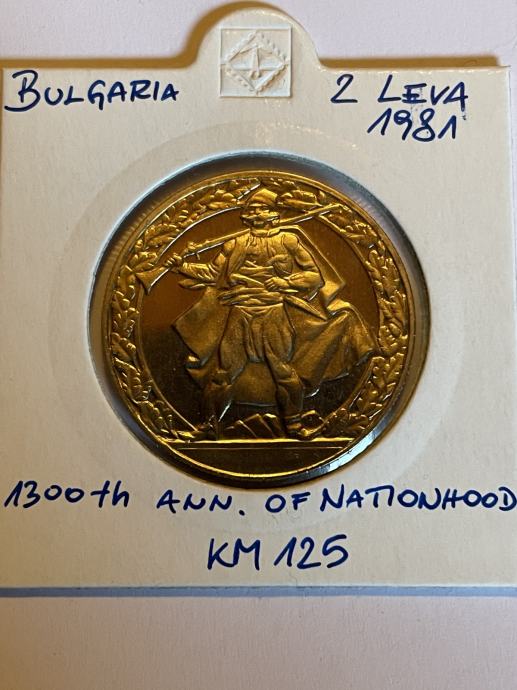 BULGARIA 2 LEVA
1981
1300th ANN. OF NATIONHOOD
KM 125